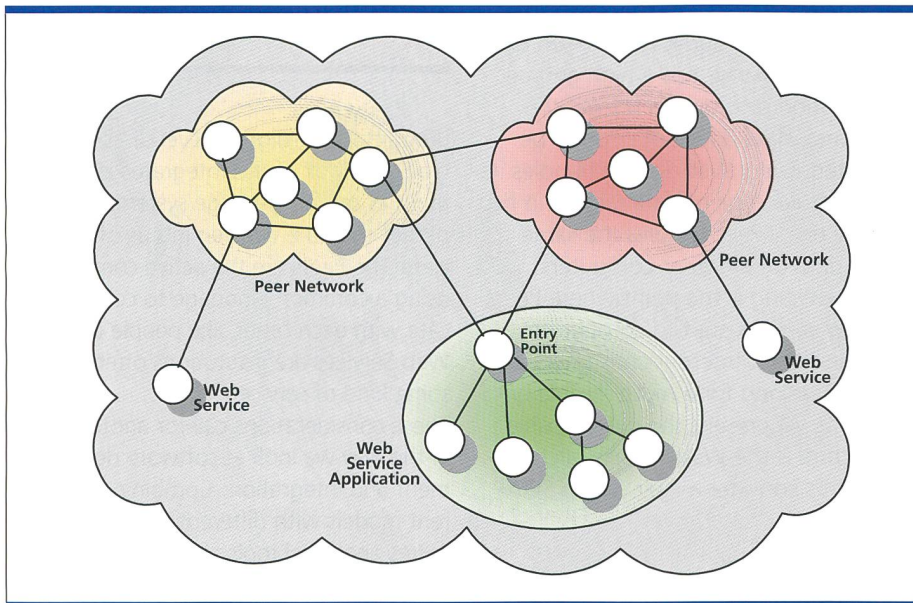 Peer Network
Peer Network
Entry
Point
Web
Service
Web
Service
Web
Service
Application